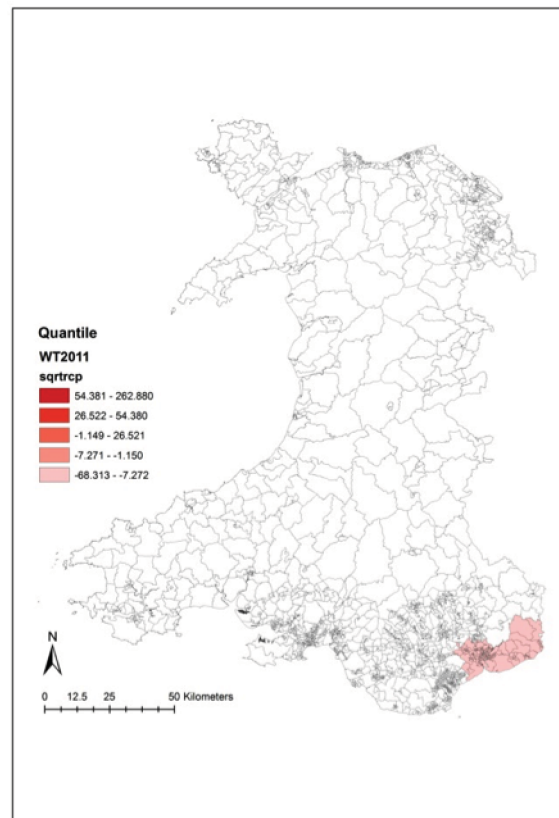 Quantile
WT2011
sqrtrcp
54.381 - 262.880
26.522 - 54.380
-1.149 - 26.521
-7.271 - -1.150
-68.313 - -7.272
N
0 12.5 25 50 Kilometers